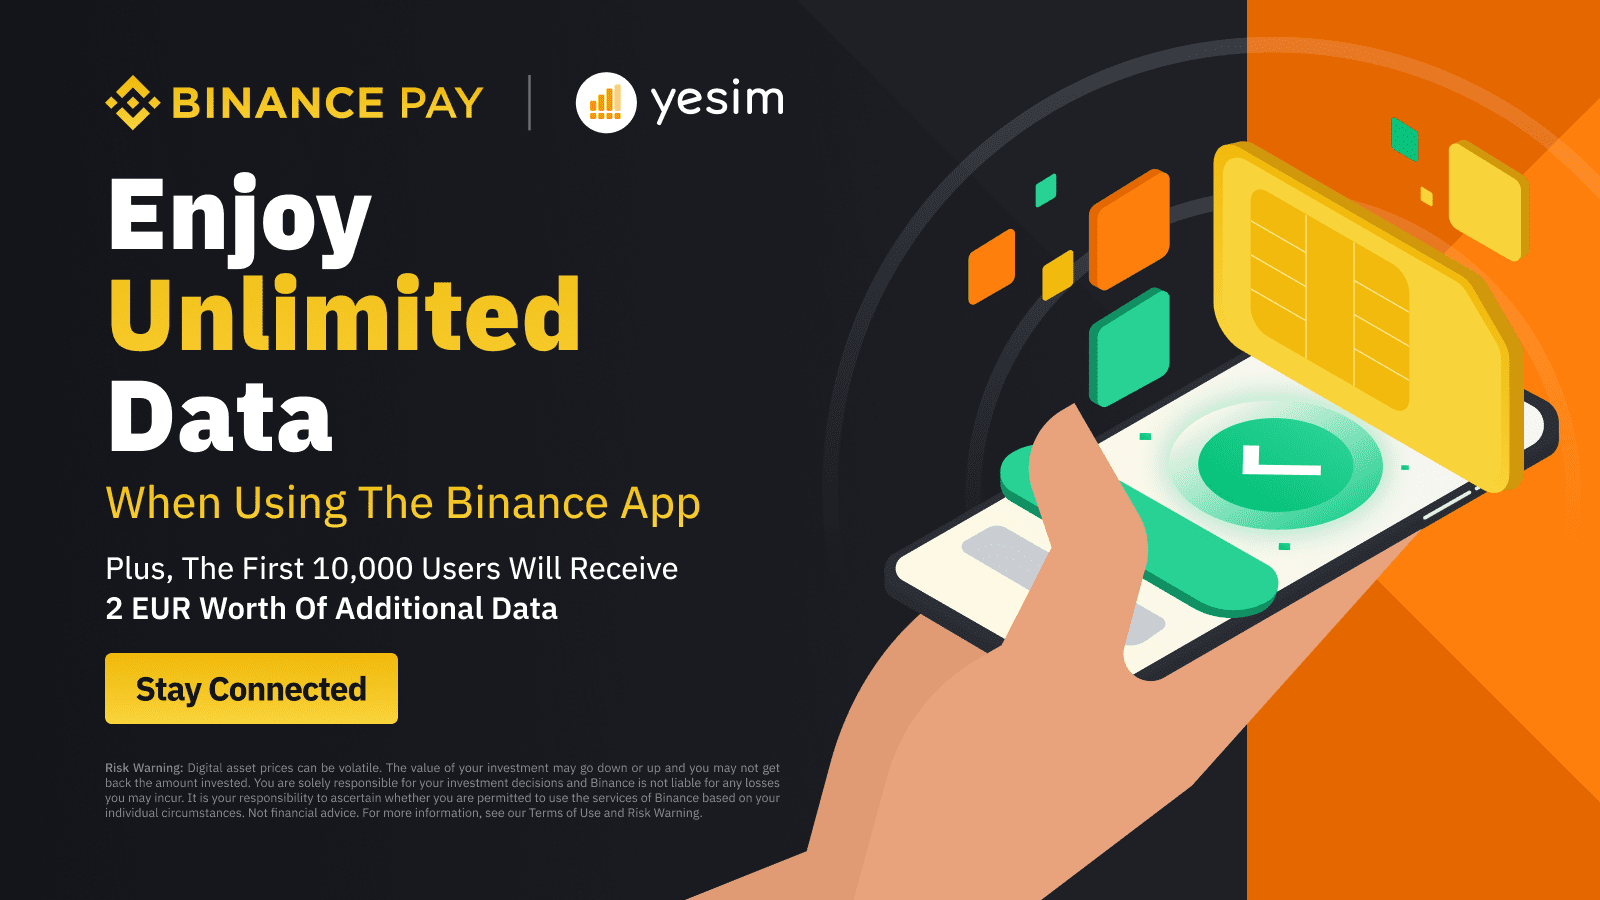 BINANCE PAY | yesim
Enjoy
Unlimited
Data
When Using The Binance App
Plus, The First 10,000 Users Will Receive
2 EUR Worth Of Additional Data
Stay Connected
Risk Warning: Digital asset prices can be volatile. The value of your investment may go down or up and you may not get
back the amount invested. You are solely responsible for your investment decisions and Binance is not liable for any losses
you may incur. It is your responsibility to ascertain whether you are permitted to use the services of Binance based on your
individual circumstances. Not financial advice. For more information, see our Terms of Use and Risk Warning.